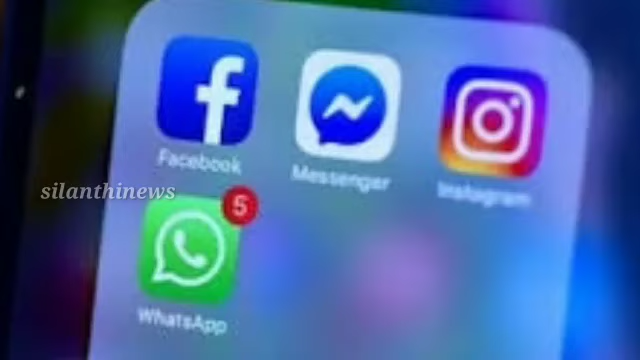 Facebook
Messenger
Instagram
silanthinews
5
WhatsApp